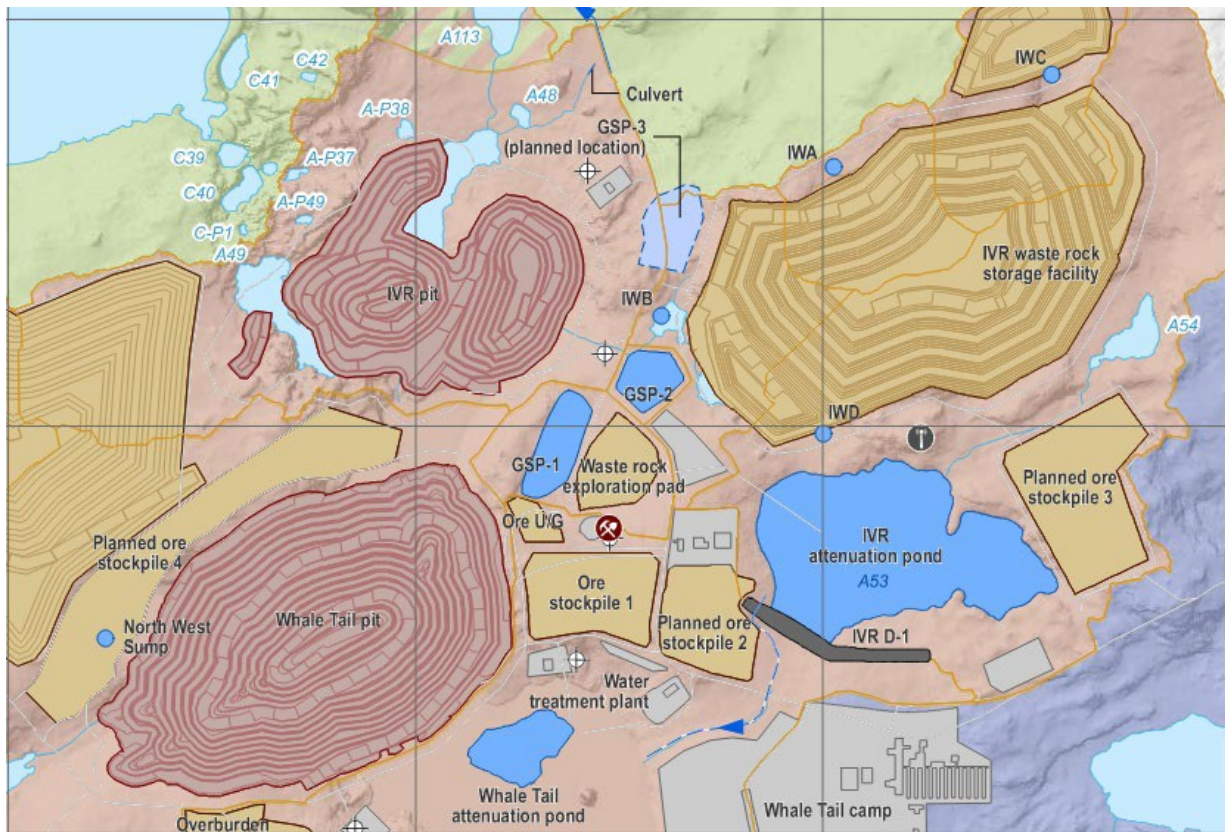 A113
C42
C41
IWC
A-P38
A48
Culvert
GSP-3
(planned location)
C39
A-P37
IWA
C40
A-P49
C-P1
A49
IVR waste rock
storage facility
IVR pit
IWB
A54
GSP-2
IWD
GSP-1
Waste rock
exploration pad
Planned ore
stockpile 3
Ore U/G
Planned ore
stockpile 4
IVR
attenuation pond
A53
Ore
stockpile 1
Whale Tail pit
Planned ore
stockpile 2
North West
Sump
IVR D-1
Water
treatment plant
Whale Tail
attenuation pond
Whale Tail camp
Overburden